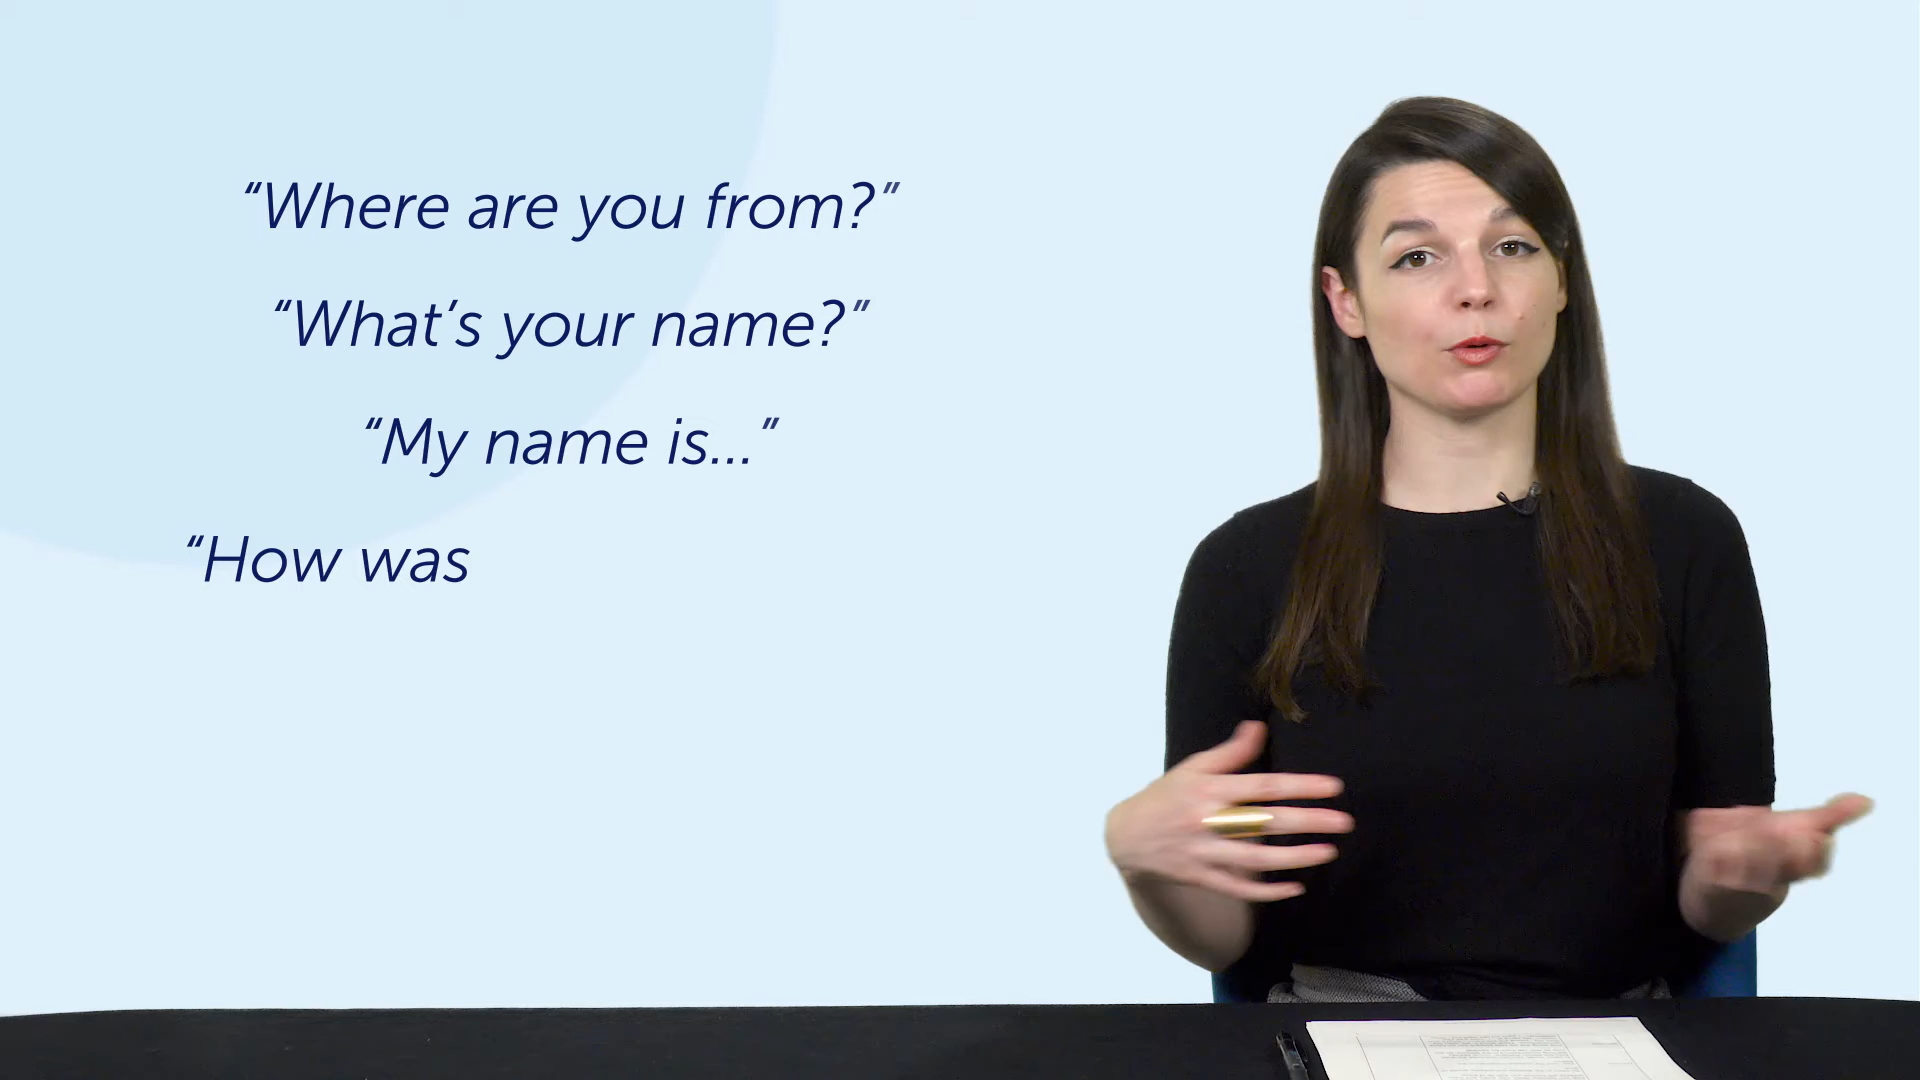 “Where are you from?”
“What’s your name?”
“My name is...”
“How was